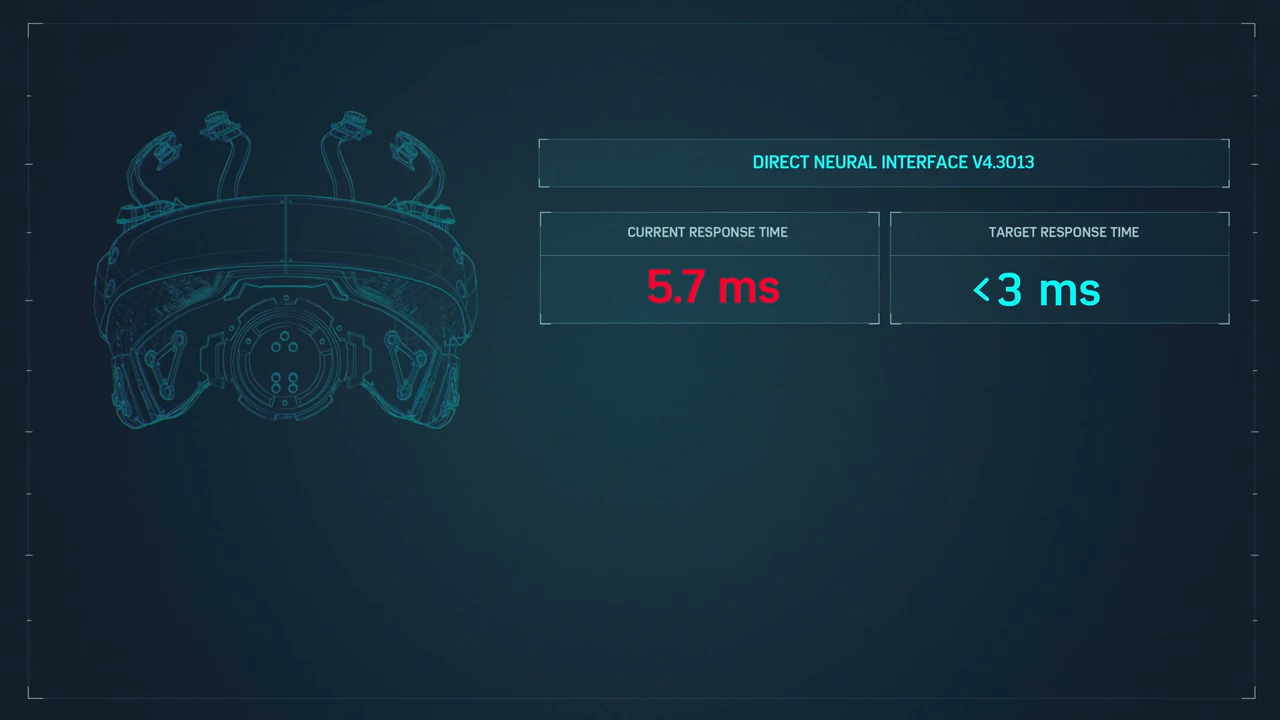 DIRECT NEURAL INTERFACE V4.3013
CURRENT RESPONSE TIME
5.7 ms
TARGET RESPONSE TIME
<3 ms